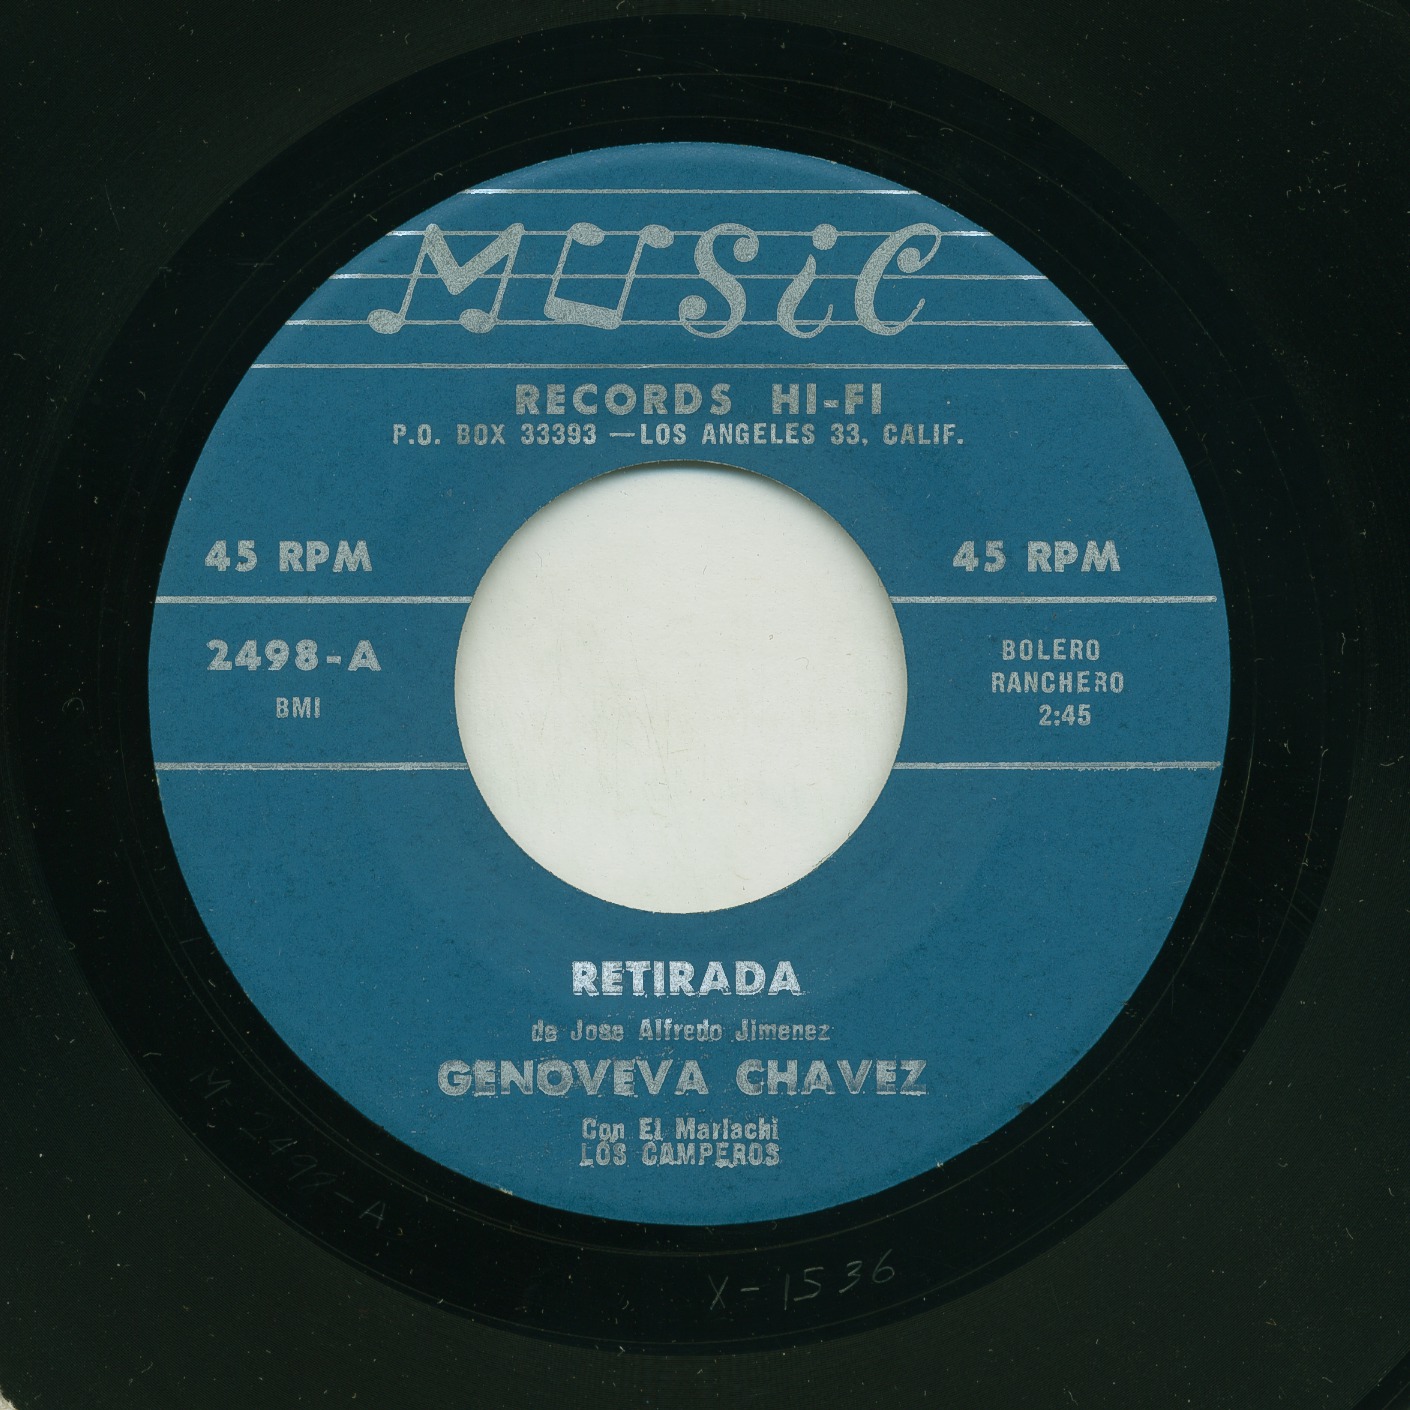 MUSIC
RECORDS HI-FI
P.O. BOX 33393 — LOS ANGELES 33, CALIF.
45 RPM
45 RPM
2498-A
BMI
BOLERO
RANCHERO
2:45
RETIRADA
de Jose Alfredo Jimenez
GENOVEVA CHAVEZ
Con El Mariachi
LOS CAMPEROS
M-2498-A
X-1536